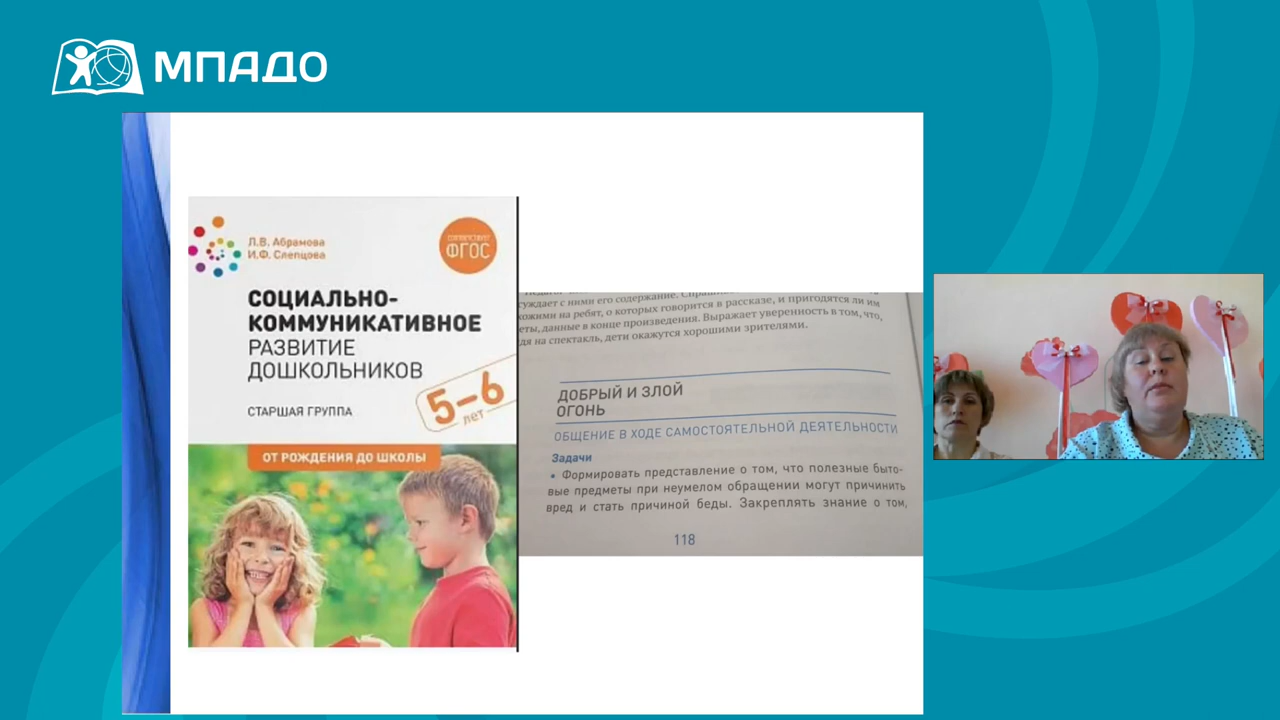 МПАДО
Л.В. Абрамова
И.Ф. Слепцова
СООТВЕТСТВУЕТ
ФГОС
СОЦИАЛЬНО-
КОММУНИКАТИВНОЕ
РАЗВИТИЕ
ДОШКОЛЬНИКОВ
5–6
лет
СТАРШАЯ ГРУППА
ОТ РОЖДЕНИЯ ДО ШКОЛЫ
суждает с ними его содержание.
хожими на ребят, о которых говорится в рассказе, и пригодятся ли им
еты, данные в конце произведения. Выражает уверенность в том, что,
дя на спектакль, дети окажутся хорошими зрителями.
ДОБРЫЙ И ЗЛОЙ
ОГОНЬ
ОБЩЕНИЕ В ХОДЕ САМОСТОЯТЕЛЬНОЙ ДЕЯТЕЛЬНОСТИ
Задачи
• Формировать представление о том, что полезные быто-
вые предметы при неумелом обращении могут причинить
вред и стать причиной беды. Закреплять знание о том,
118